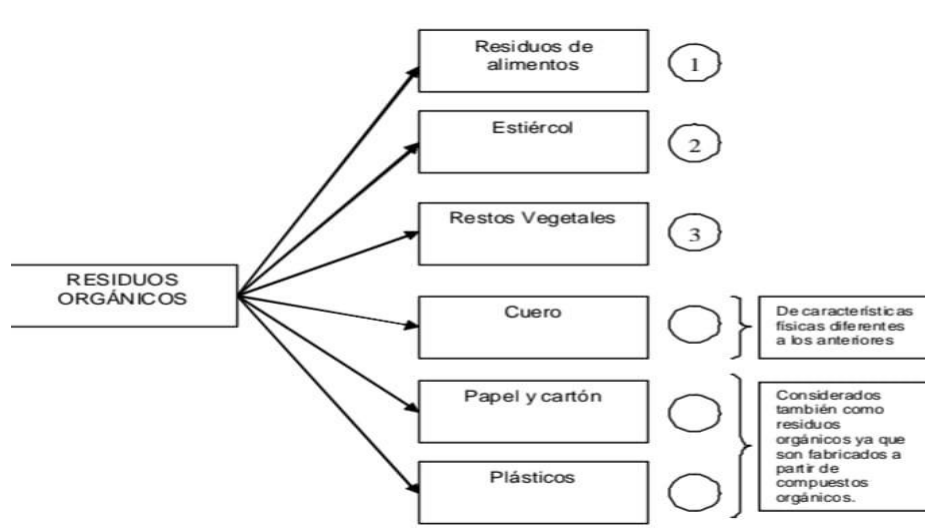 Residuos de
alimentos
1
Estiércol
2
Restos Vegetales
3
RESIDUOS
ORGÁNICOS
Cuero
De características
físicas diferentes
a los anteriores
Papel y cartón
Considerados
también como
residuos
orgánicos ya que
son fabricados a
partir de
compuestos
orgánicos.
Plásticos